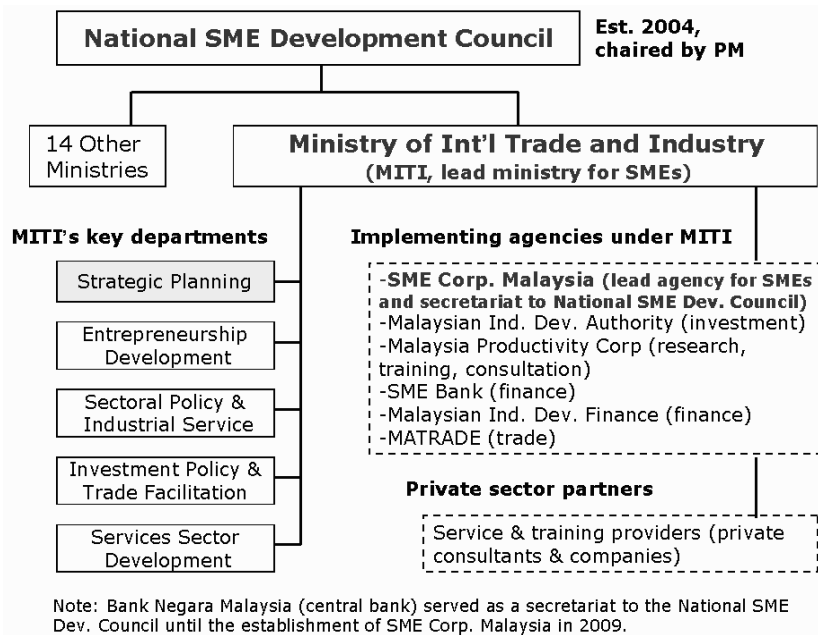 National SME Development Council
Est. 2004,
chaired by PM
14 Other
Ministries
Ministry of Int'l Trade and Industry
(MITI, lead ministry for SMEs)
MITI's key departments
Strategic Planning
Entrepreneurship
Development
Sectoral Policy &
Industrial Service
Investment Policy &
Trade Facilitation
Services Sector
Development
Implementing agencies under MITI
-SME Corp. Malaysia (lead agency for SMEs
and secretariat to National SME Dev. Council)
-Malaysian Ind. Dev. Authority (investment)
-Malaysia Productivity Corp (research,
training, consultation)
-SME Bank (finance)
-Malaysian Ind. Dev. Finance (finance)
-MATRADE (trade)
Private sector partners
Service & training providers (private
consultants & companies)
Note: Bank Negara Malaysia (central bank) served as a secretariat to the National SME
Dev. Council until the establishment of SME Corp. Malaysia in 2009.